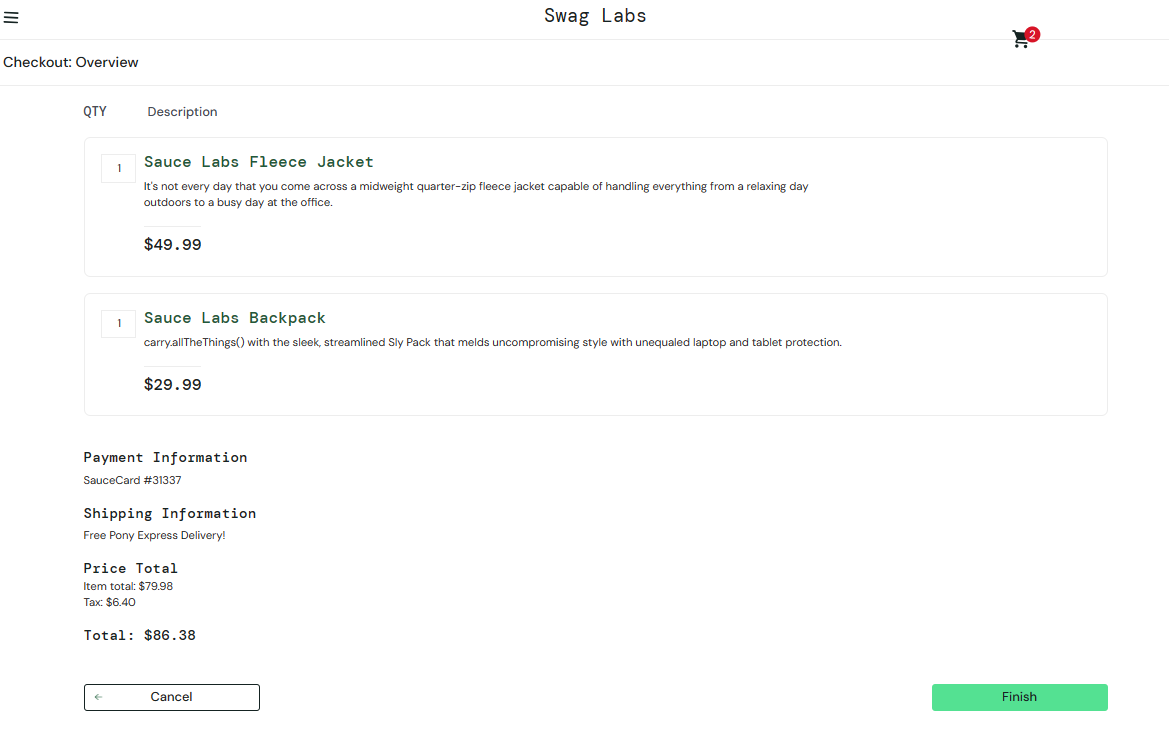 Swag Labs
2
Checkout: Overview
QTY Description
1
Sauce Labs Fleece Jacket
It's not every day that you come across a midweight quarter-zip fleece jacket capable of handling everything from a relaxing day
outdoors to a busy day at the office.
$49.99
1
Sauce Labs Backpack
carry.allTheThings() with the sleek, streamlined Sly Pack that melds uncompromising style with unequaled laptop and tablet protection.
$29.99
Payment Information
SauceCard #31337
Shipping Information
Free Pony Express Delivery!
Price Total
Item total: $79.98
Tax: $6.40
Total: $86.38
Cancel
Finish